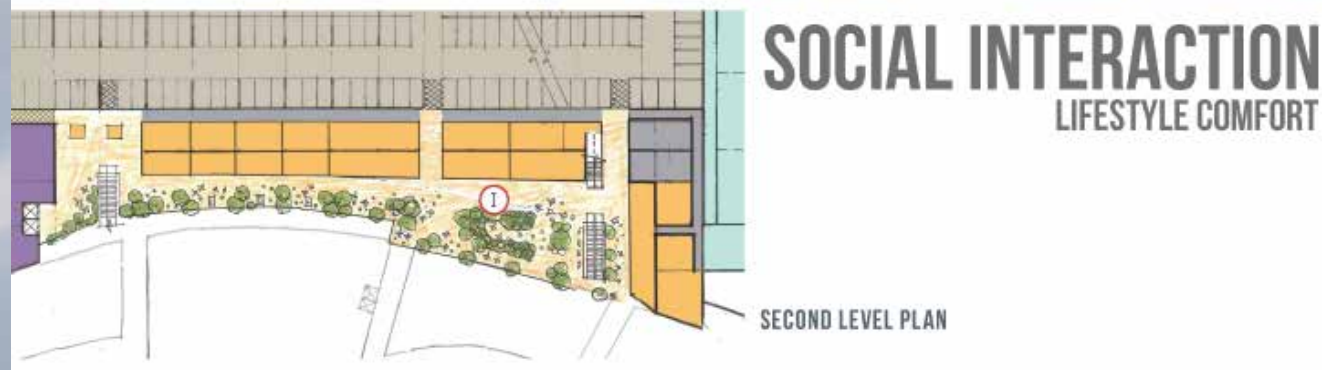 SOCIAL INTERACTION
LIFESTYLE COMFORT
I
SECOND LEVEL PLAN